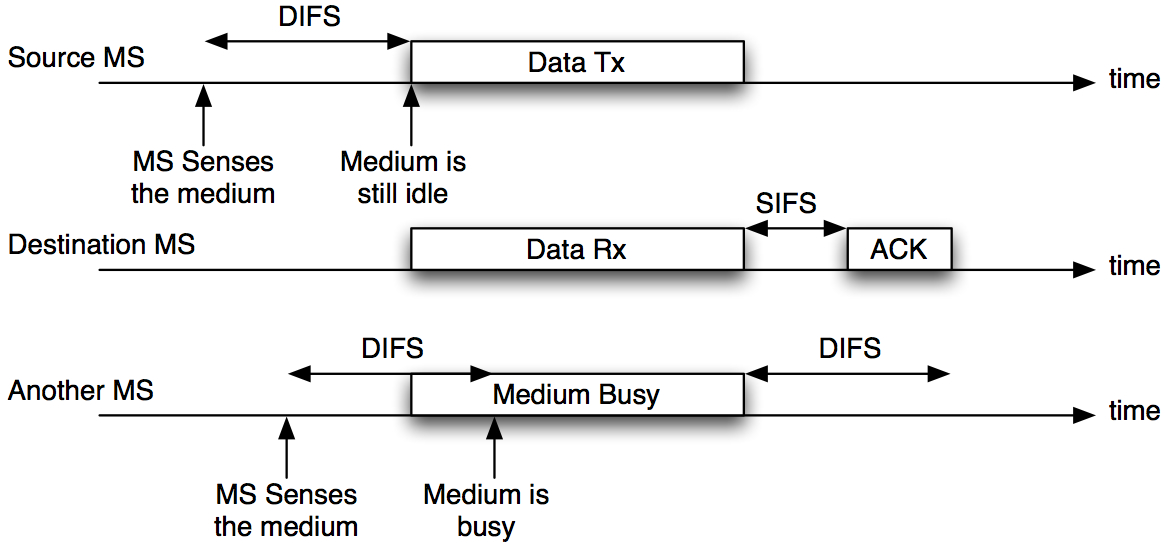 DIFS
Source MS
Data Tx
time
MS Senses
the medium
Medium is
still idle
SIFS
Destination MS
Data Rx
ACK
time
DIFS
DIFS
Another MS
Medium Busy
time
MS Senses
the medium
Medium is
busy